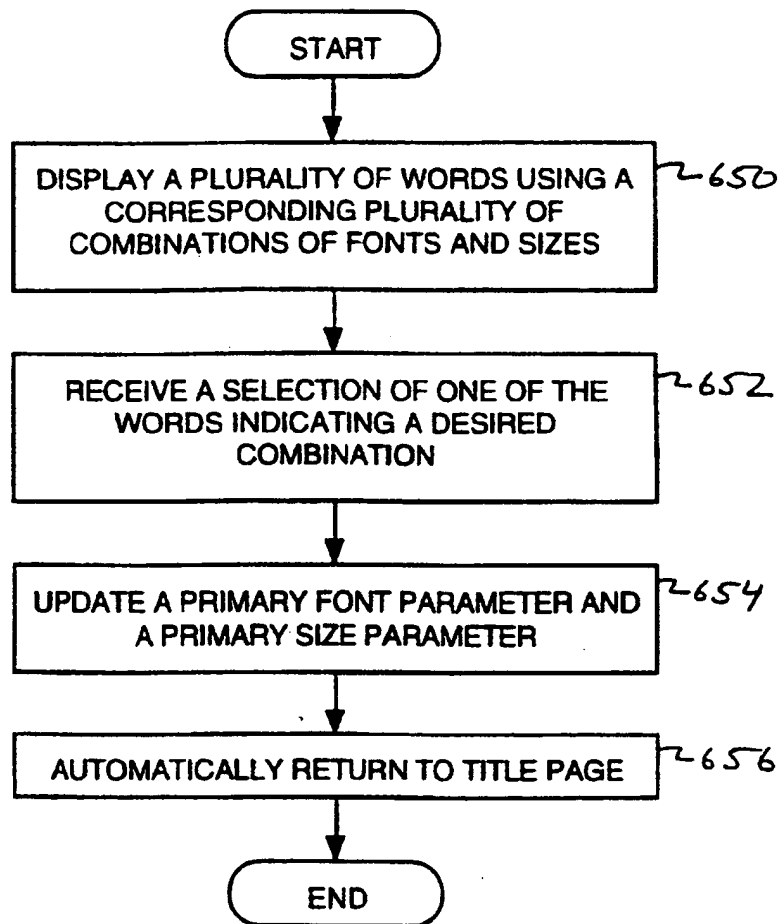 START
DISPLAY A PLURALITY OF WORDS USING A
CORRESPONDING PLURALITY OF
COMBINATIONS OF FONTS AND SIZES
650
RECEIVE A SELECTION OF ONE OF THE
WORDS INDICATING A DESIRED
COMBINATION
652
UPDATE A PRIMARY FONT PARAMETER AND
A PRIMARY SIZE PARAMETER
654
AUTOMATICALLY RETURN TO TITLE PAGE
656
END